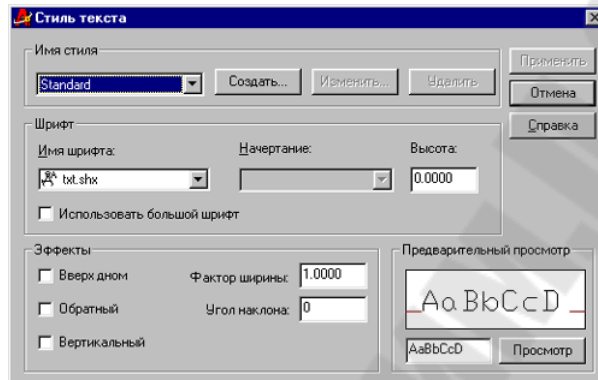 Стиль текста
Имя стиля
Standard Создать... Изменить... Удалить Применить
Отмена
Справка
Шрифт
Имя шрифта: Начертание: Высота:
txt.shx 0.0000
Использовать большой шрифт
Эффекты
Вверх дном Фактор ширины: 1.0000
Обратный Угол наклона: 0
Вертикальный
Предварительный просмотр
AaBbCcD
AaBbCcD Просмотр